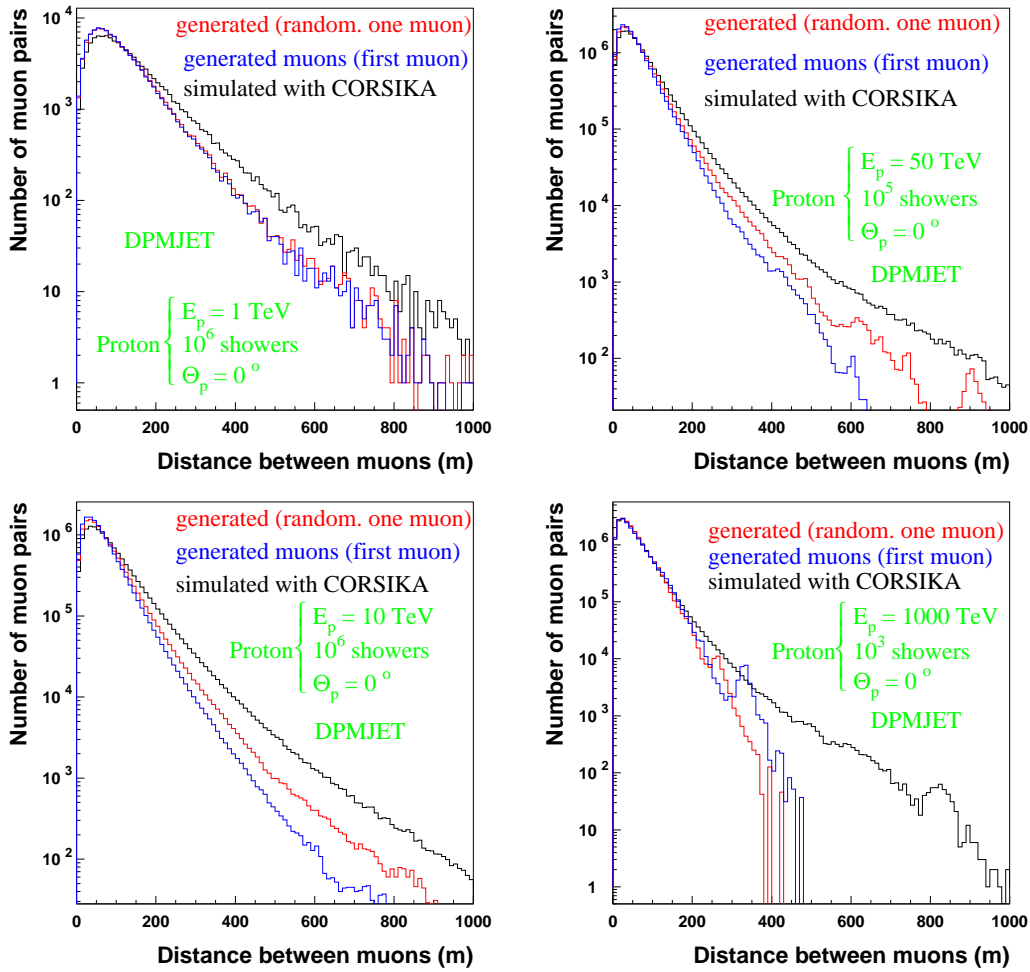 Number of muon pairs
10^4
10^3
10^2
10
1
generated (random. one muon)
generated muons (first muon)
simulated with CORSIKA
DPMJET
Proton
E_p = 1 TeV
10^6 showers
Θ_p = 0 °
0 200 400 600 800 1000
Distance between muons (m)
Number of muon pairs
10^6
10^5
10^4
10^3
10^2
generated (random. one muon)
generated muons (first muon)
simulated with CORSIKA
Proton
E_p = 50 TeV
10^5 showers
Θ_p = 0 °
DPMJET
0 200 400 600 800 1000
Distance between muons (m)
Number of muon pairs
10^6
10^5
10^4
10^3
10^2
generated (random. one muon)
generated muons (first muon)
simulated with CORSIKA
Proton
E_p = 10 TeV
10^6 showers
Θ_p = 0 °
DPMJET
0 200 400 600 800 1000
Distance between muons (m)
Number of muon pairs
10^6
10^5
10^4
10^3
10^2
10
1
generated (random. one muon)
generated muons (first muon)
simulated with CORSIKA
Proton
E_p = 1000 TeV
10^3 showers
Θ_p = 0 °
DPMJET
0 200 400 600 800 1000
Distance between muons (m)